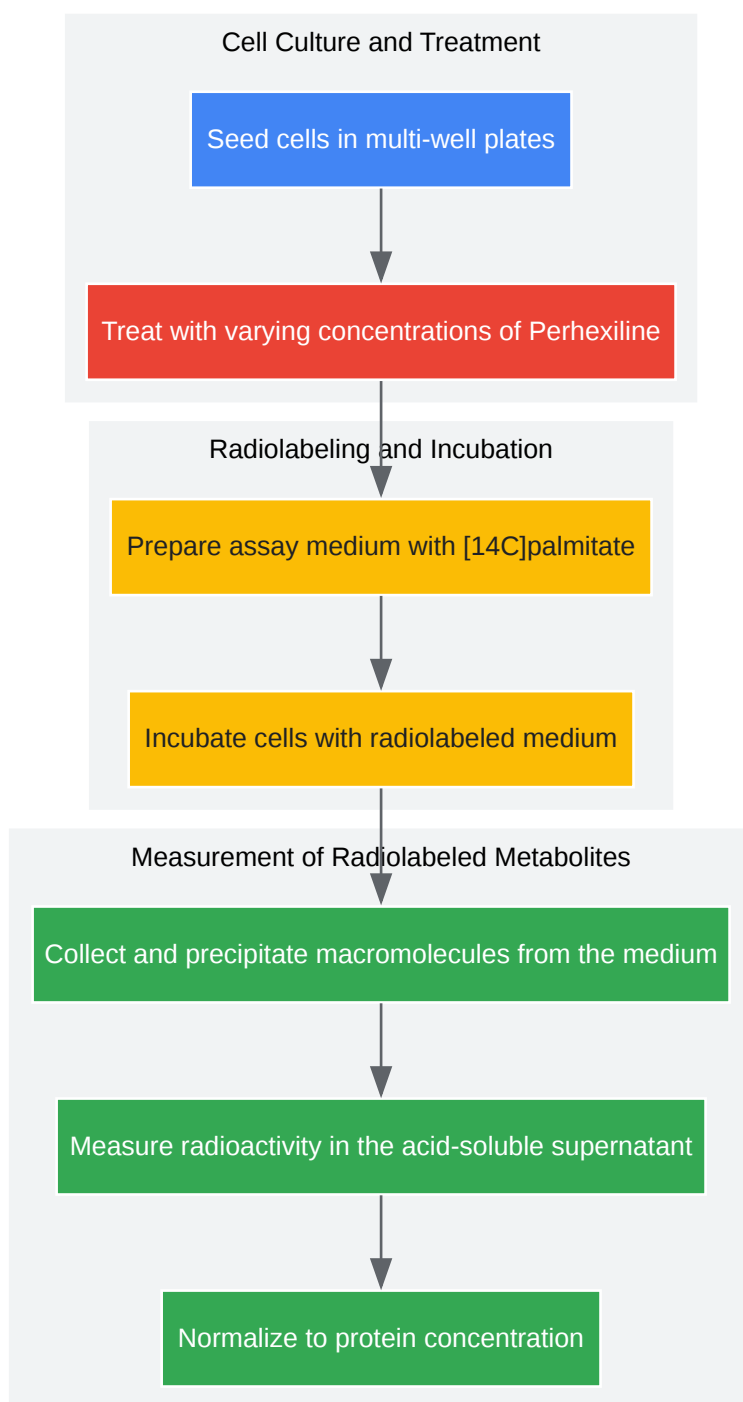 Cell Culture and Treatment
Seed cells in multi-well plates
Treat with varying concentrations of Perhexiline
Radiolabeling and Incubation
Prepare assay medium with [14C]palmitate
Incubate cells with radiolabeled medium
Measurement of Radiolabeled Metabolites
Collect and precipitate macromolecules from the medium
Measure radioactivity in the acid-soluble supernatant
Normalize to protein concentration